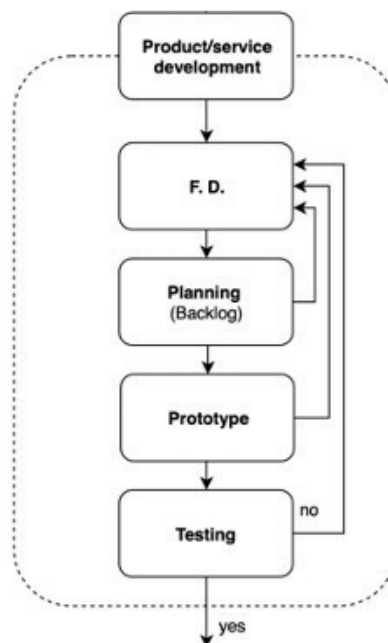 Product/service
development
F. D.
Planning
(Backlog)
Prototype
Testing
no
yes